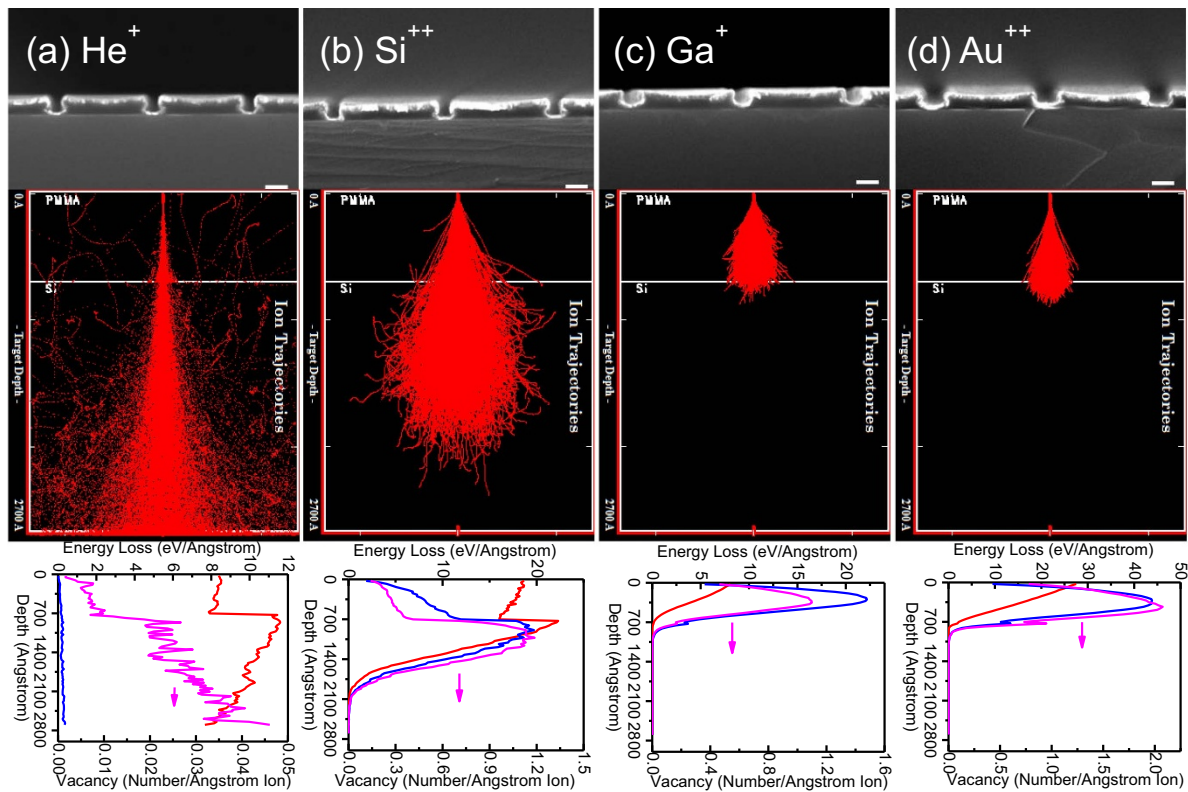 (a) He+
(b) Si++
(c) Ga+
(d) Au++
0A
PMMA
Si
- Target Depth -
Ion Trajectories
2700A
0A
PMMA
Si
- Target Depth -
Ion Trajectories
2700A
0A
PMMA
Si
- Target Depth -
Ion Trajectories
2700A
0A
PMMA
Si
- Target Depth -
Ion Trajectories
2700A
Energy Loss (eV/Angstrom)
0 2 4 6 8 10 12
Depth (Angstrom)
0 700 1400 2100 2800
0.00 0.01 0.02 0.03 0.04 0.05
Vacancy (Number/Angstrom Ion)
Energy Loss (eV/Angstrom)
0 10 20
Depth (Angstrom)
0 700 1400 2100 2800
0.0 0.3 0.6 0.9 1.2 1.5
Vacancy (Number/Angstrom Ion)
Energy Loss (eV/Angstrom)
0 5 10 15 20
Depth (Angstrom)
0 700 1400 2100 2800
0.0 0.4 0.8 1.2 1.6
Vacancy (Number/Angstrom Ion)
Energy Loss (eV/Angstrom)
0 10 20 30 40 50
Depth (Angstrom)
0 700 1400 2100 2800
0.0 0.5 1.0 1.5 2.0
Vacancy (Number/Angstrom Ion)